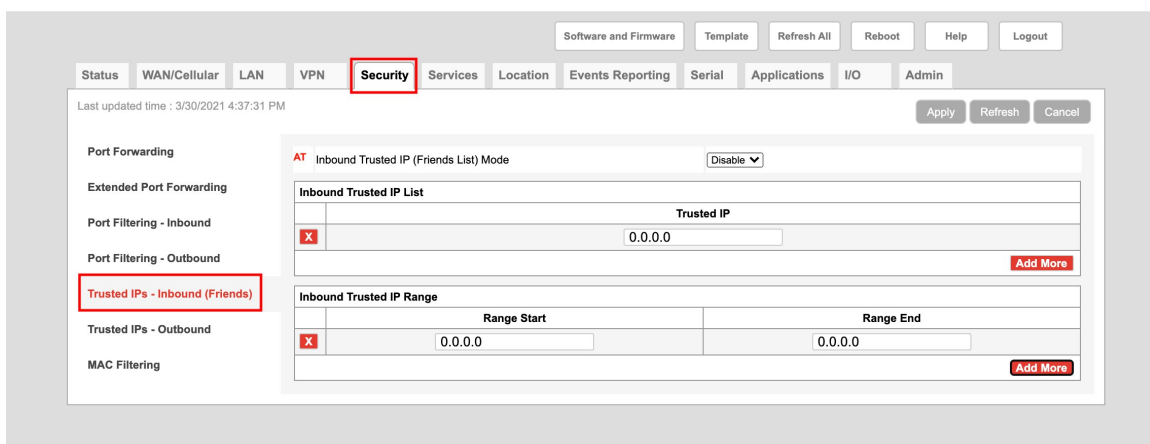 Software and Firmware Template Refresh All Reboot Help Logout
Status WAN/Cellular LAN VPN Security Services Location Events Reporting Serial Applications I/O Admin
Last updated time : 3/30/2021 4:37:31 PM
Apply Refresh Cancel
Port Forwarding
Extended Port Forwarding
Port Filtering - Inbound
Port Filtering - Outbound
Trusted IPs - Inbound (Friends)
Trusted IPs - Outbound
MAC Filtering
AT Inbound Trusted IP (Friends List) Mode Disable
Inbound Trusted IP List
Trusted IP
X 0.0.0.0
Add More
Inbound Trusted IP Range
Range Start Range End
X 0.0.0.0 0.0.0.0
Add More